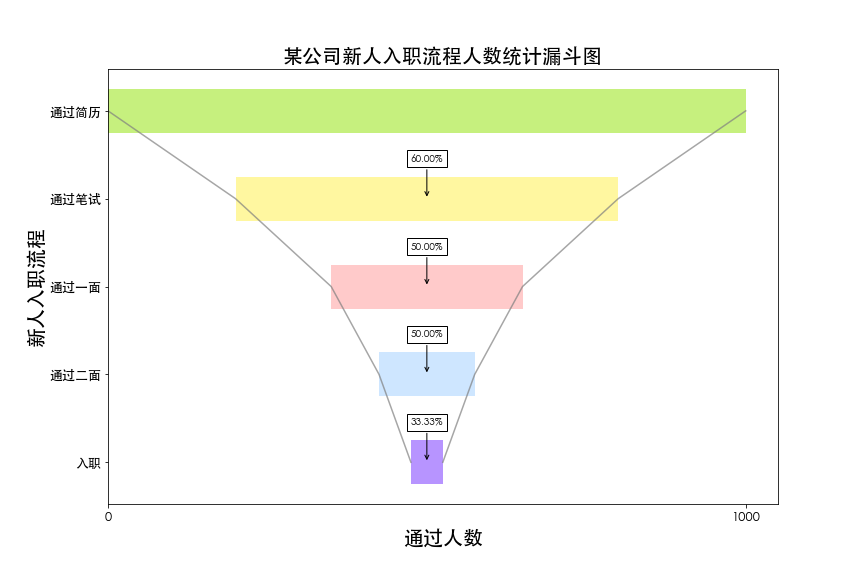 某公司新人入职流程人数统计漏斗图
通过简历
60.00%
通过笔试
50.00%
通过一面
50.00%
通过二面
33.33%
入职
新人入职流程
0
1000
通过人数